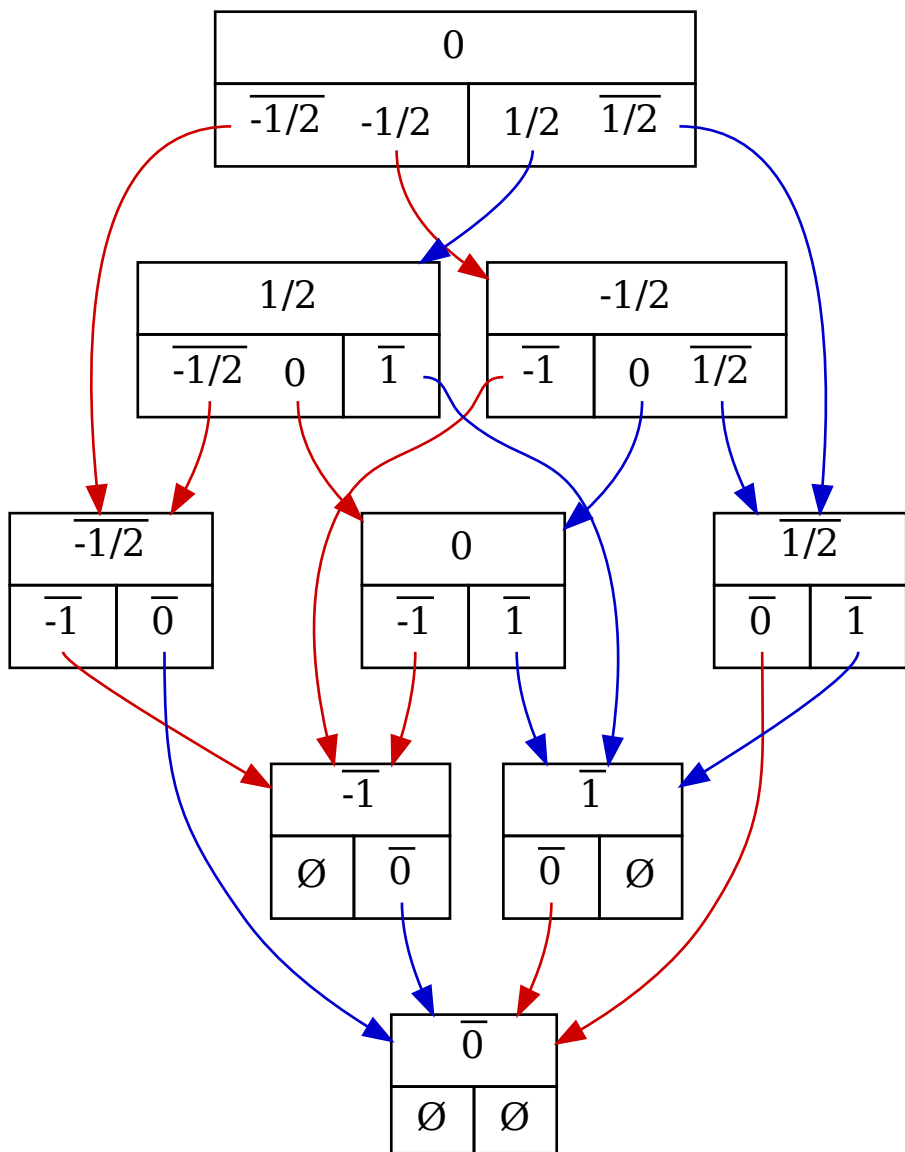 0
-1/2̅ -1/2 1/2 1/2̅
1/2 -1/2
-̅1̅/̅2̅ 0 1̅ -̅1̅ 0 1̅/̅2̅
-̅1̅/̅2̅ 0 1̅/̅2̅
-̅1̅ 0̅ -̅1̅ 1̅ 0̅ 1̅
-̅1̅ 1̅
Ø 0̅ 0̅ Ø
0̅
Ø Ø